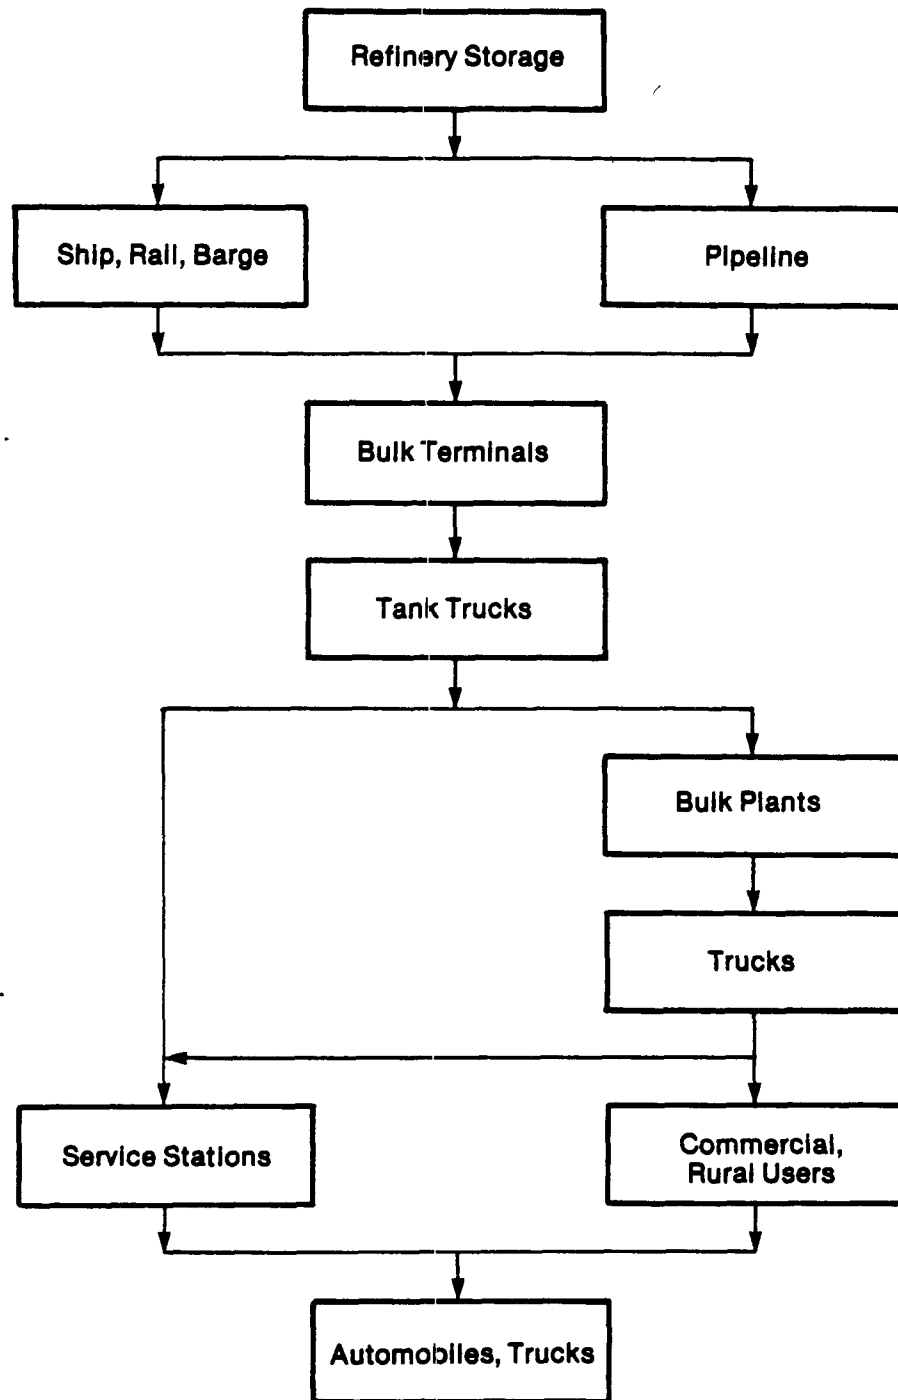 Refinery Storage
Ship, Rail, Barge
Pipeline
Bulk Terminals
Tank Trucks
Bulk Plants
Trucks
Service Stations
Commercial,
Rural Users
Automobiles, Trucks